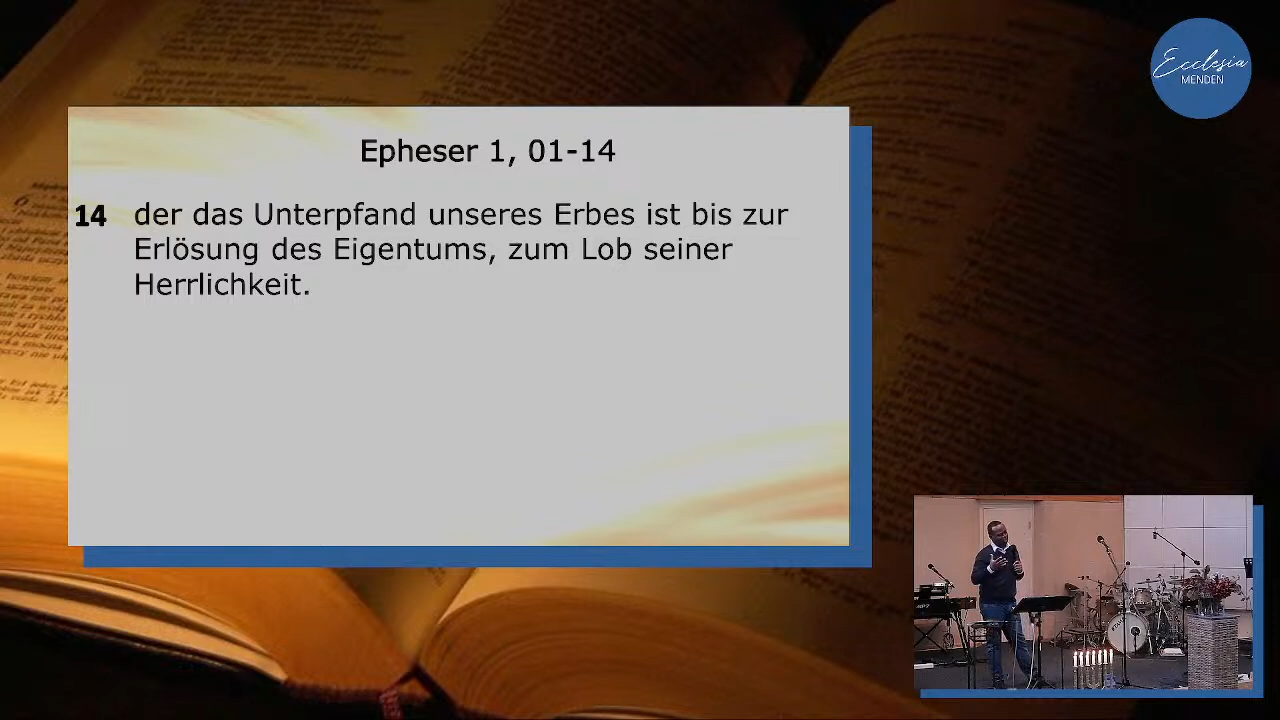 Ecclesia
MENDEN
Epheser 1, 01-14
14 der das Unterpfand unseres Erbes ist bis zur
Erlösung des Eigentums, zum Lob seiner
Herrlichkeit.